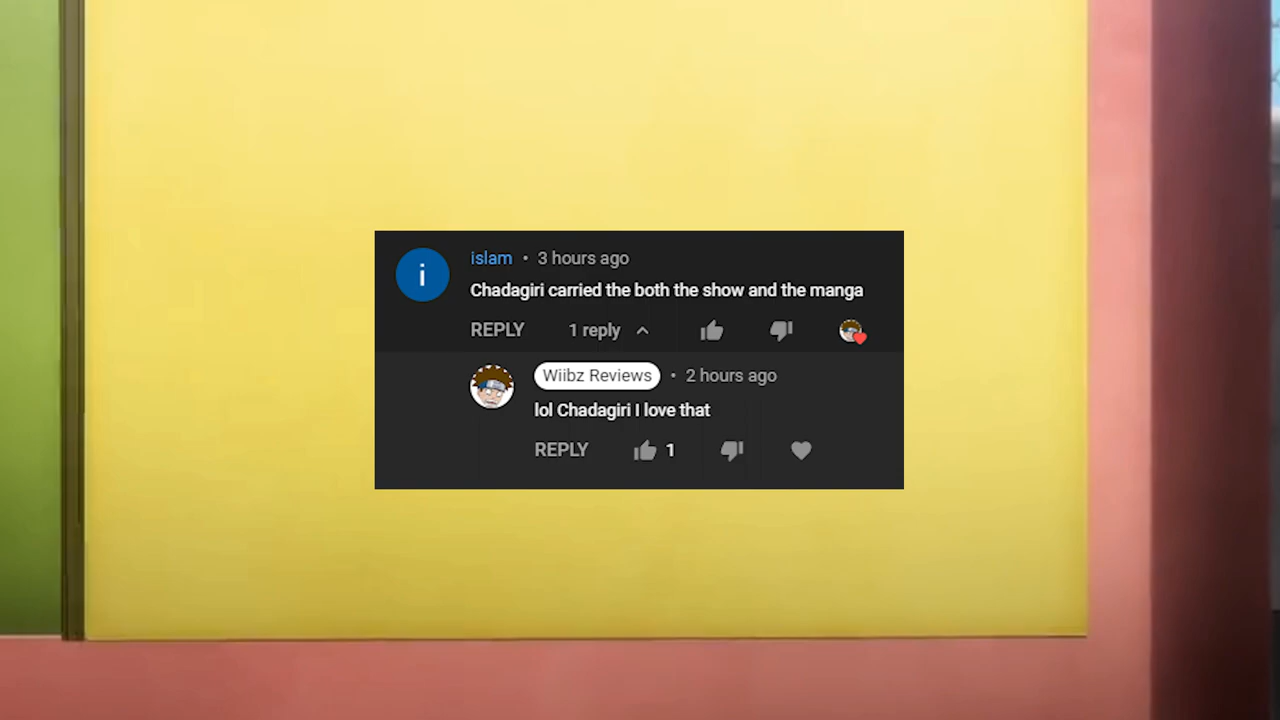 islam • 3 hours ago
Chadagiri carried the both the show and the manga
REPLY 1 reply
Wiibz Reviews • 2 hours ago
lol Chadagiri I love that
REPLY 1